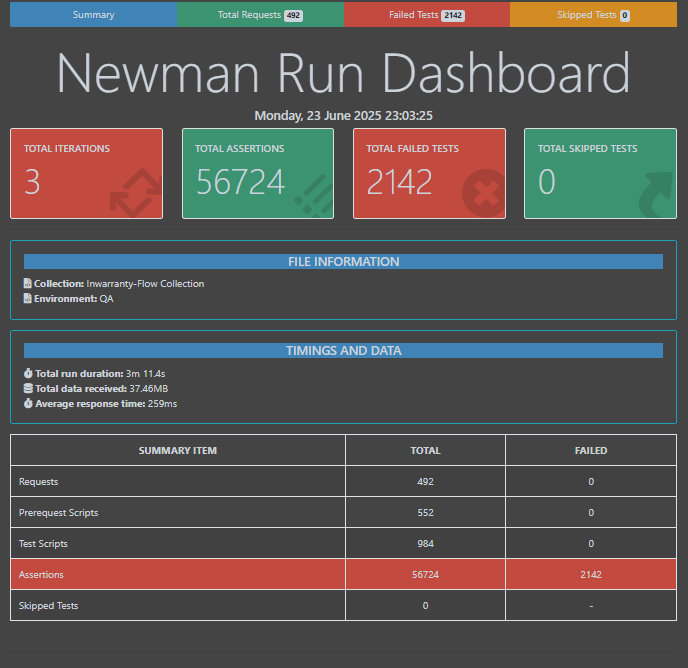 Summary
Total Requests 492
Failed Tests 2142
Skipped Tests 0
Newman Run Dashboard
Monday, 23 June 2025 23:03:25
TOTAL ITERATIONS
3
TOTAL ASSERTIONS
56724
TOTAL FAILED TESTS
2142
TOTAL SKIPPED TESTS
0
FILE INFORMATION
Collection: Inwarranty-Flow Collection
Environment: QA
TIMINGS AND DATA
Total run duration: 3m 11.4s
Total data received: 37.46MB
Average response time: 259ms
SUMMARY ITEM TOTAL FAILED
Requests 492 0
Prerequest Scripts 552 0
Test Scripts 984 0
Assertions 56724 2142
Skipped Tests 0 -